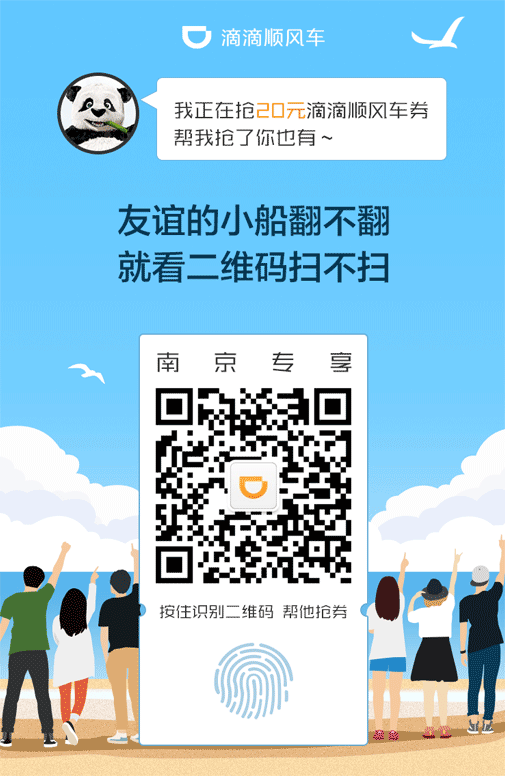 滴滴顺风车
我正在抢20元滴滴顺风车券
帮我抢了你也有~
友谊的小船翻不翻
就看二维码扫不扫
南京专享
按住识别二维码 帮他抢券